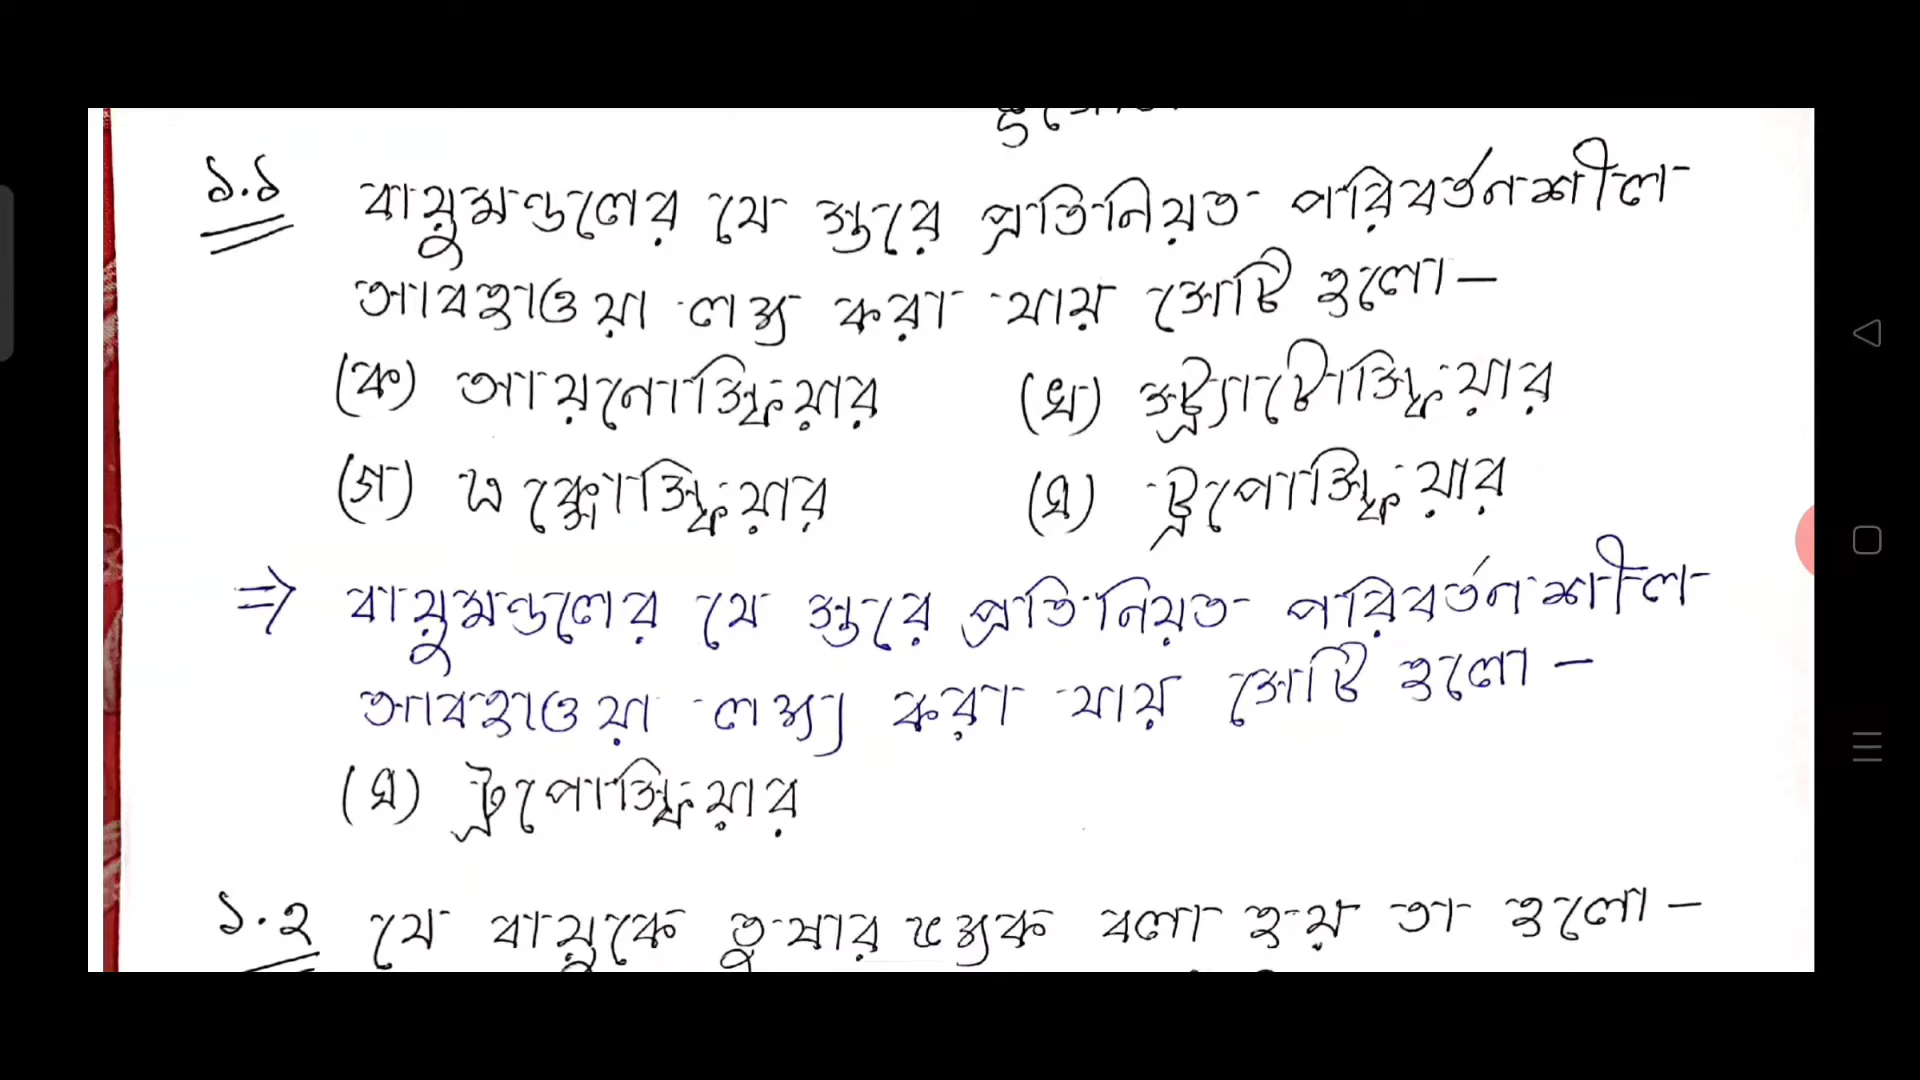 ১.১ বায়ুমণ্ডলের যে স্তরে প্রতিনিয়ত পরিবর্তনশীল
আবহাওয়া লক্ষ্য করা যায় সেটি হলো —
(ক) আয়নোস্ফিয়ার (খ) স্ট্র্যাটোস্ফিয়ার
(গ) এক্সোস্ফিয়ার (ঘ) ট্রপোস্ফিয়ার
⇒ বায়ুমণ্ডলের যে স্তরে প্রতিনিয়ত পরিবর্তনশীল
আবহাওয়া লক্ষ্য করা যায় সেটি হলো —
(ঘ) ট্রপোস্ফিয়ার
১.২ যে বায়ুকে তুষার ভক্ষক বলা হয় তা হলো —